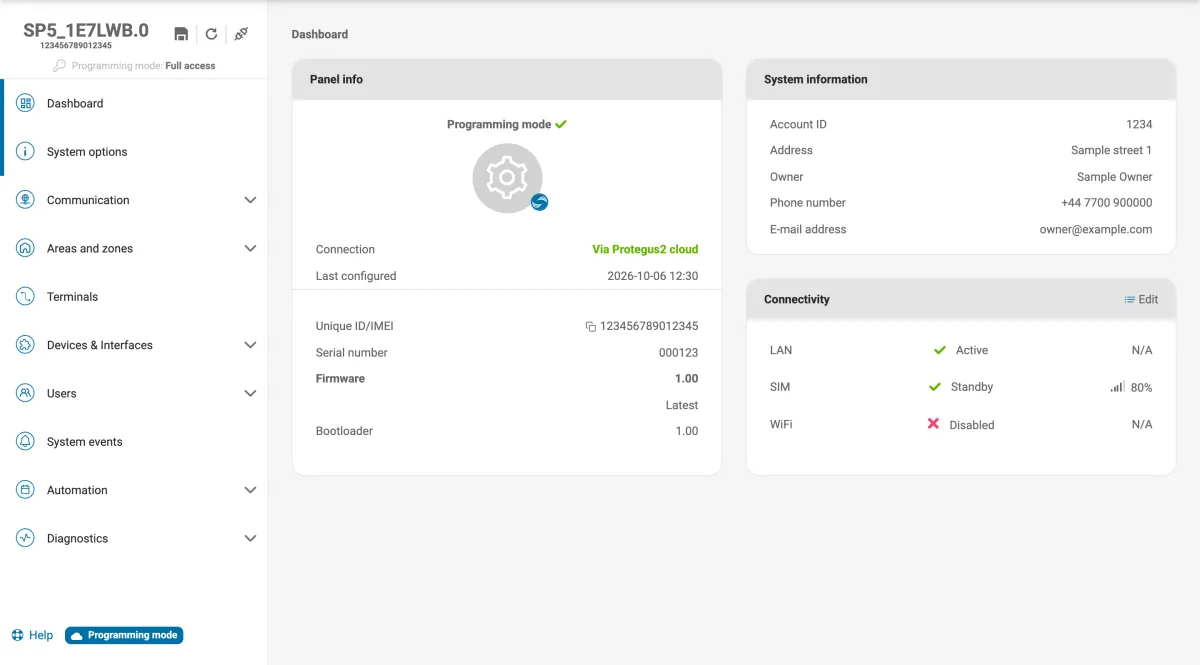 SP5_1E7LWB.0
123456789012345
Programming mode: Full access
Dashboard
System options
Communication
Areas and zones
Terminals
Devices & Interfaces
Users
System events
Automation
Diagnostics
Help
Programming mode
Dashboard
Panel info
Programming mode
Connection Via Protegus2 cloud
Last configured 2026-10-06 12:30
Unique ID/IMEI 123456789012345
Serial number 000123
Firmware 1.00
Latest
Bootloader 1.00
System information
Account ID 1234
Address Sample street 1
Owner Sample Owner
Phone number +44 7700 900000
E-mail address owner@example.com
Connectivity Edit
LAN Active N/A
SIM Standby 80%
WiFi Disabled N/A